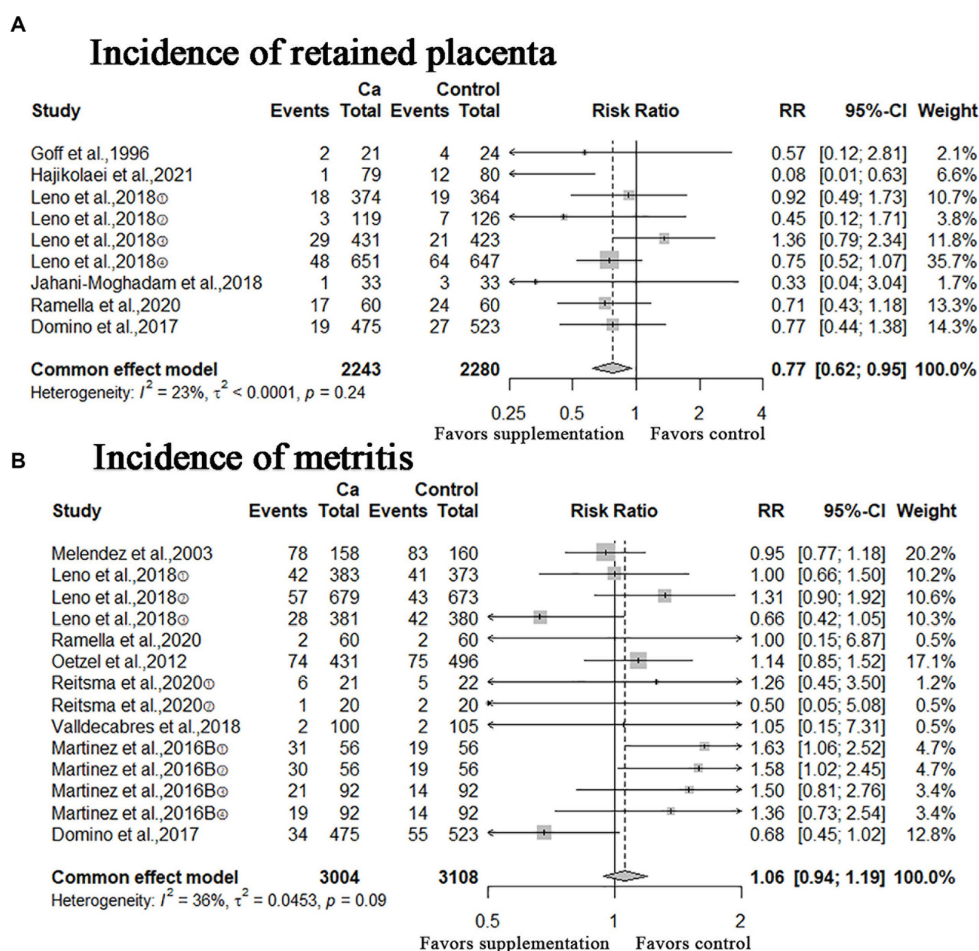 A
Incidence of retained placenta
Ca Control
Study Events Total Events Total Risk Ratio RR 95%-CI Weight
Goff et al.,1996 2 21 4 24 0.57 [0.12; 2.81] 2.1%
Hajikolaei et al.,2021 1 79 12 80 0.08 [0.01; 0.63] 6.6%
Leno et al.,2018① 18 374 19 364 0.92 [0.49; 1.73] 10.7%
Leno et al.,2018② 3 119 7 126 0.45 [0.12; 1.71] 3.8%
Leno et al.,2018③ 29 431 21 423 1.36 [0.79; 2.34] 11.8%
Leno et al.,2018④ 48 651 64 647 0.75 [0.52; 1.07] 35.7%
Jahani-Moghadam et al.,2018 1 33 3 33 0.33 [0.04; 3.04] 1.7%
Ramella et al.,2020 17 60 24 60 0.71 [0.43; 1.18] 13.3%
Domino et al.,2017 19 475 27 523 0.77 [0.44; 1.38] 14.3%
Common effect model 2243 2280 0.77 [0.62; 0.95] 100.0%
Heterogeneity: I² = 23%, τ² < 0.0001, p = 0.24
0.25 0.5 1 2 4
Favors supplementation Favors control
B
Incidence of metritis
Ca Control
Study Events Total Events Total Risk Ratio RR 95%-CI Weight
Melendez et al.,2003 78 158 83 160 0.95 [0.77; 1.18] 20.2%
Leno et al.,2018① 42 383 41 373 1.00 [0.66; 1.50] 10.2%
Leno et al.,2018② 57 679 43 673 1.31 [0.90; 1.92] 10.6%
Leno et al.,2018③ 28 381 42 380 0.66 [0.42; 1.05] 10.3%
Ramella et al.,2020 2 60 2 60 1.00 [0.15; 6.87] 0.5%
Oetzel et al.,2012 74 431 75 496 1.14 [0.85; 1.52] 17.1%
Reitsma et al.,2020① 6 21 5 22 1.26 [0.45; 3.50] 1.2%
Reitsma et al.,2020② 1 20 2 20 0.50 [0.05; 5.08] 0.5%
Valldecabres et al.,2018 2 100 2 105 1.05 [0.15; 7.31] 0.5%
Martinez et al.,2016B① 31 56 19 56 1.63 [1.06; 2.52] 4.7%
Martinez et al.,2016B② 30 56 19 56 1.58 [1.02; 2.45] 4.7%
Martinez et al.,2016B③ 21 92 14 92 1.50 [0.81; 2.76] 3.4%
Martinez et al.,2016B④ 19 92 14 92 1.36 [0.73; 2.54] 3.4%
Domino et al.,2017 34 475 55 523 0.68 [0.45; 1.02] 12.8%
Common effect model 3004 3108 1.06 [0.94; 1.19] 100.0%
Heterogeneity: I² = 36%, τ² = 0.0453, p = 0.09
0.5 1 2
Favors supplementation Favors control